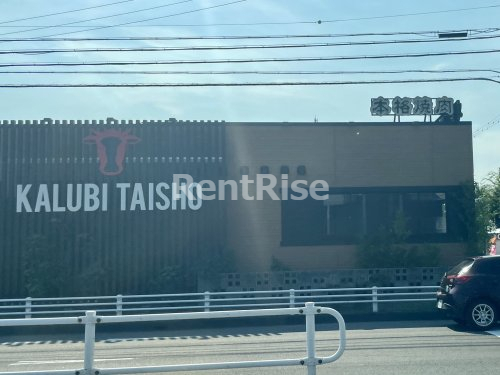 本格焼肉
KALUBI TAISHO
RentRise